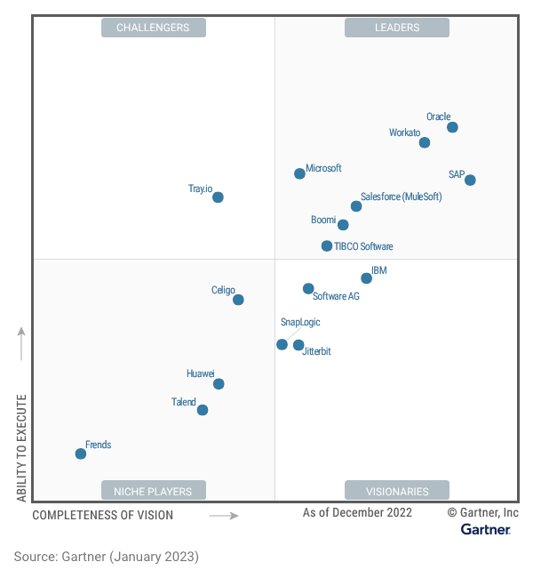 CHALLENGERS
LEADERS
Oracle
Workato
Microsoft
SAP
Tray.io
Salesforce (MuleSoft)
Boomi
TIBCO Software
IBM
Celigo
Software AG
SnapLogic
Jitterbit
Huawei
Talend
Frends
ABILITY TO EXECUTE
NICHE PLAYERS
VISIONARIES
COMPLETENESS OF VISION
As of December 2022
© Gartner, Inc
Gartner
Source: Gartner (January 2023)